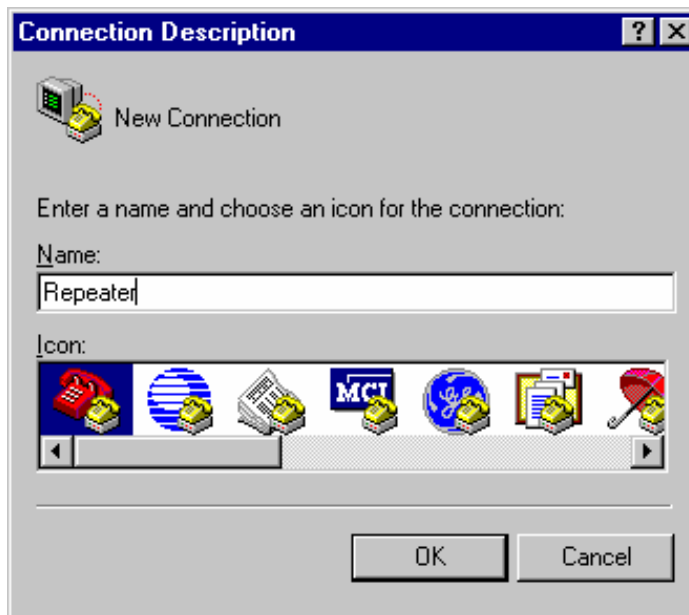 Connection Description
New Connection
Enter a name and choose an icon for the connection:
Name:
Repeater
Icon:
MCI
OK Cancel